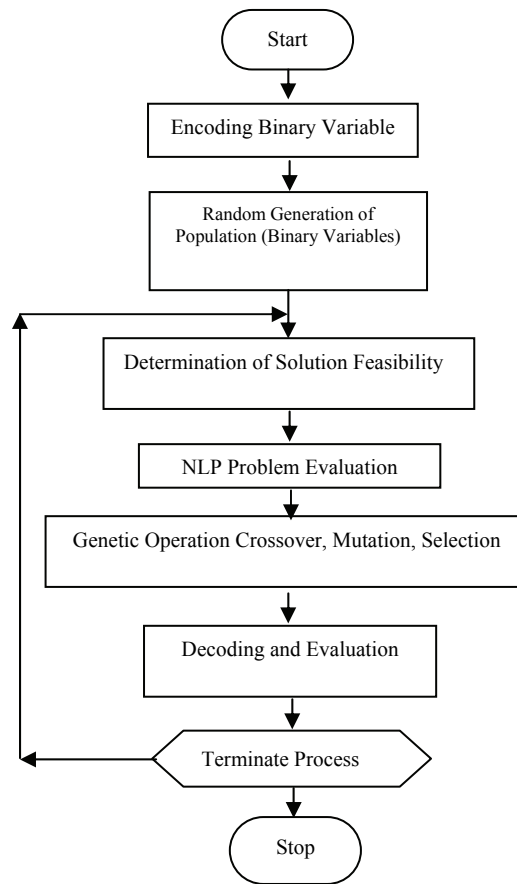 Start
Encoding Binary Variable
Random Generation of
Population (Binary Variables)
Determination of Solution Feasibility
NLP Problem Evaluation
Genetic Operation Crossover, Mutation, Selection
Decoding and Evaluation
Terminate Process
Stop